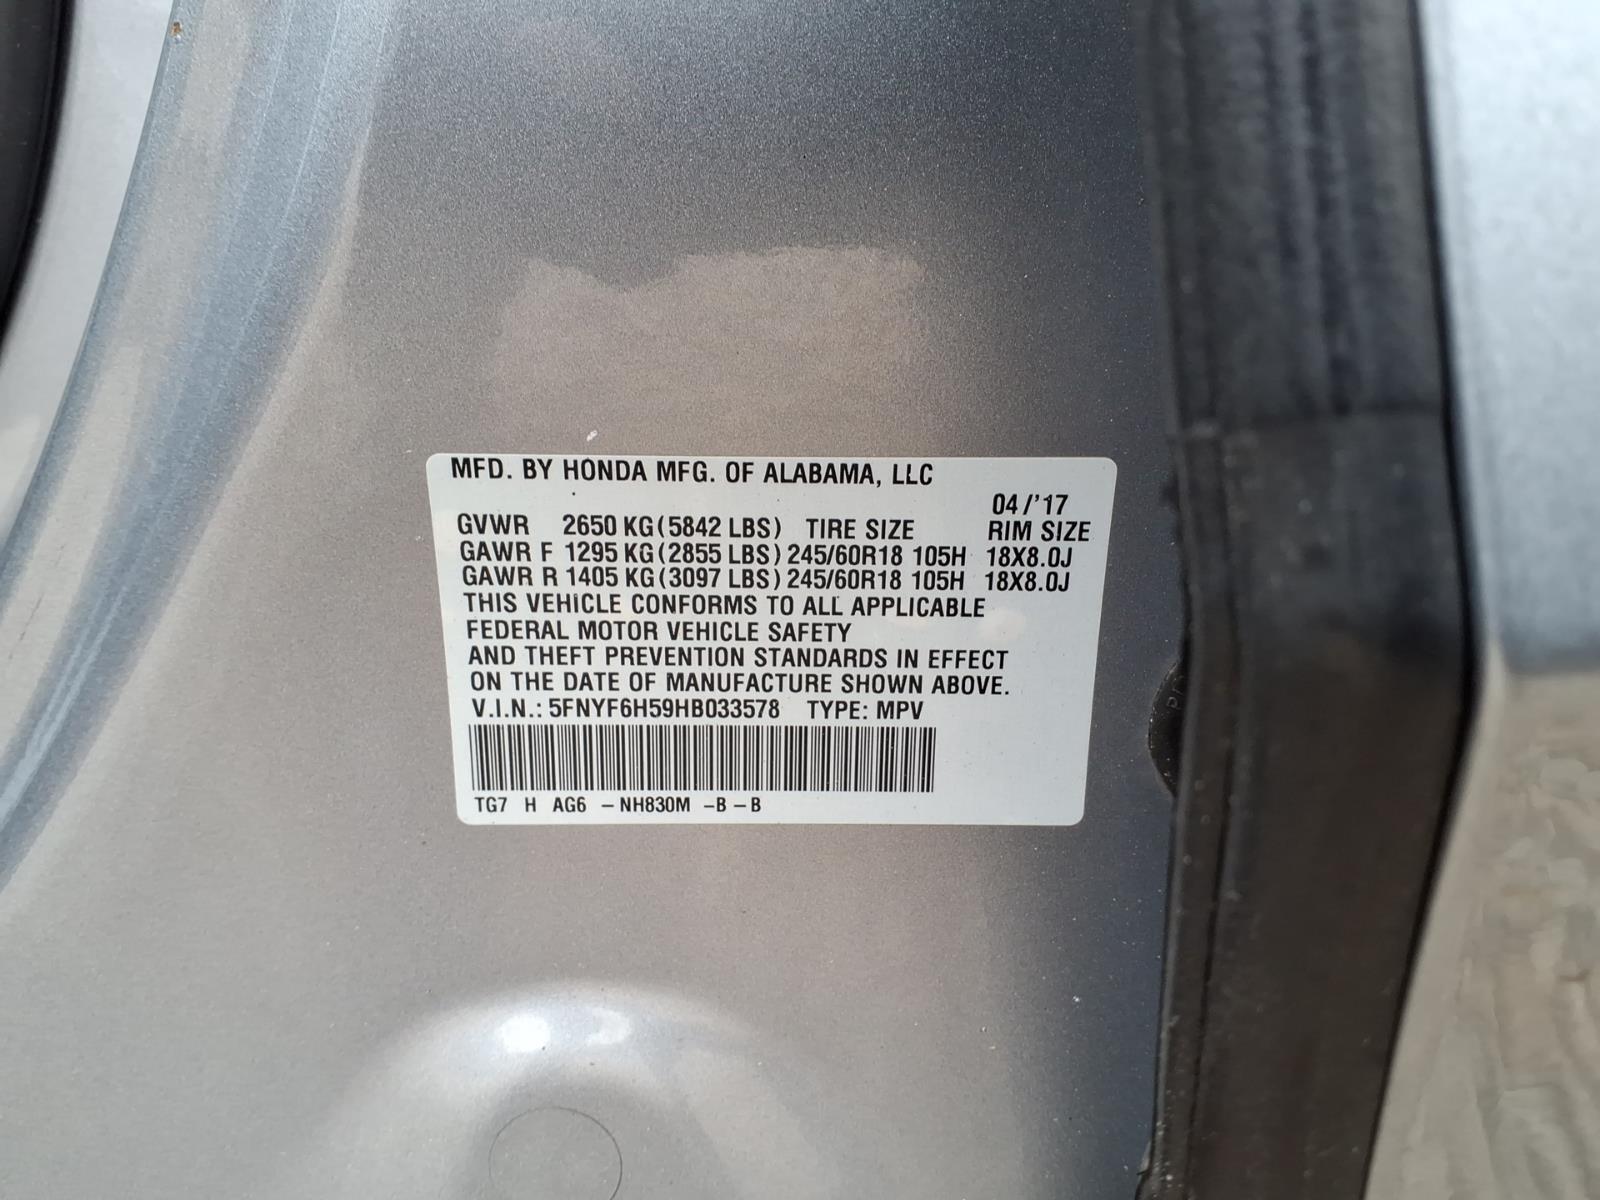 MFD. BY HONDA MFG. OF ALABAMA, LLC
04/'17
GVWR 2650 KG(5842 LBS) TIRE SIZE RIM SIZE
GAWR F 1295 KG(2855 LBS) 245/60R18 105H 18X8.0J
GAWR R 1405 KG(3097 LBS) 245/60R18 105H 18X8.0J
THIS VEHICLE CONFORMS TO ALL APPLICABLE
FEDERAL MOTOR VEHICLE SAFETY
AND THEFT PREVENTION STANDARDS IN EFFECT
ON THE DATE OF MANUFACTURE SHOWN ABOVE.
V.I.N.: 5FNYF6H59HB033578 TYPE: MPV
TG7 H AG6 -NH830M -B-B